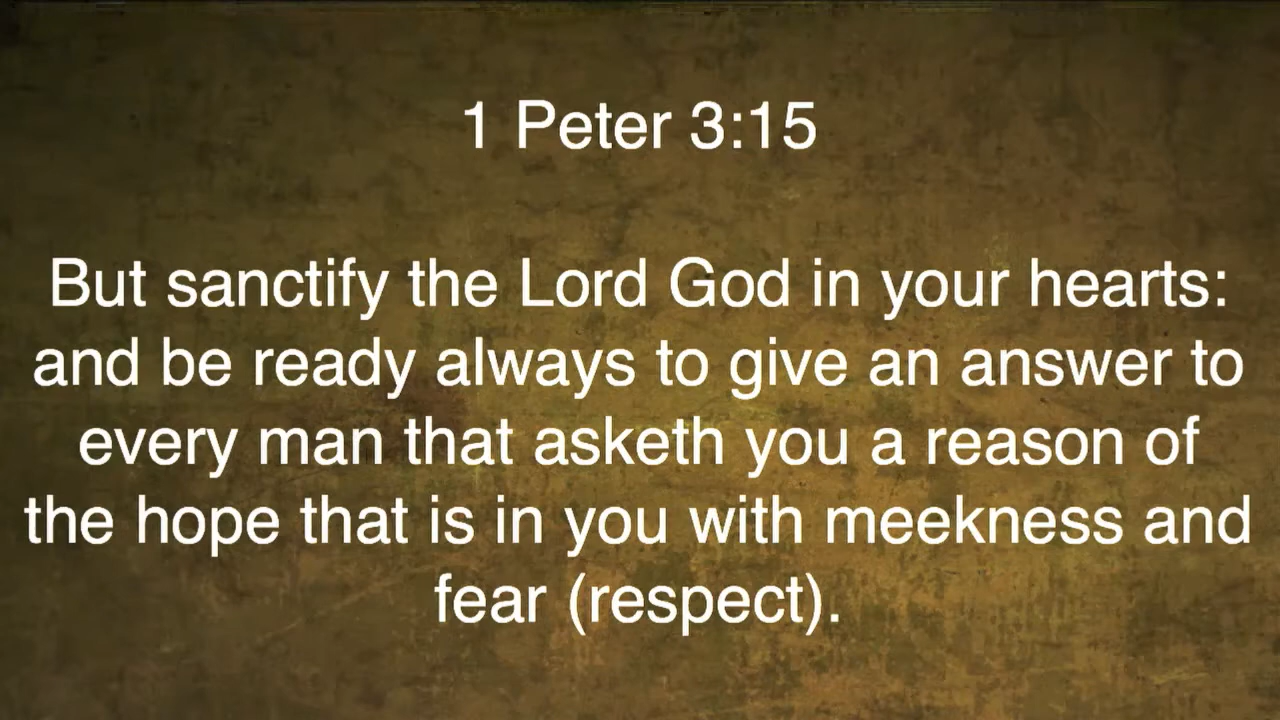 1 Peter 3:15
But sanctify the Lord God in your hearts:
and be ready always to give an answer to
every man that asketh you a reason of
the hope that is in you with meekness and
fear (respect).